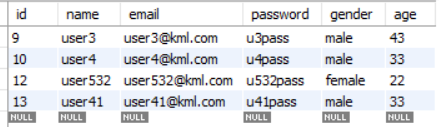 id name email password gender age
9 user3 user3@kml.com u3pass male 43
10 user4 user4@kml.com u4pass male 33
12 user532 user532@kml.com u532pass female 22
13 user41 user41@kml.com u41pass male 33
NULL NULL NULL NULL NULL NULL